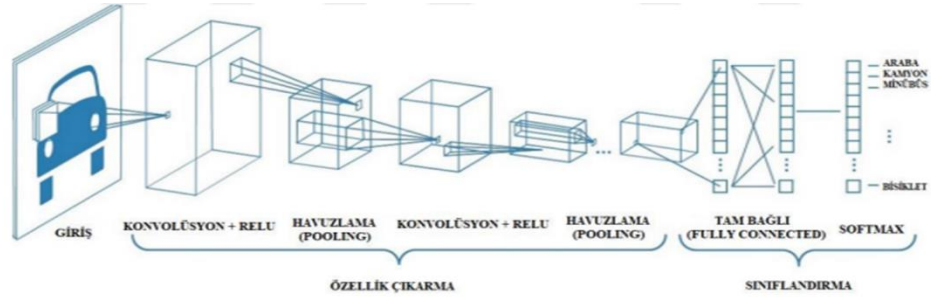 ARABA
KAMYON
MİNÜBÜS
BİSİKLET
GİRİŞ
KONVOLÜSYON + RELU
HAVUZLAMA
(POOLING)
KONVOLÜSYON + RELU
HAVUZLAMA
(POOLING)
TAM BAĞLI
(FULLY CONNECTED)
SOFTMAX
ÖZELLİK ÇIKARMA
SINIFLANDIRMA